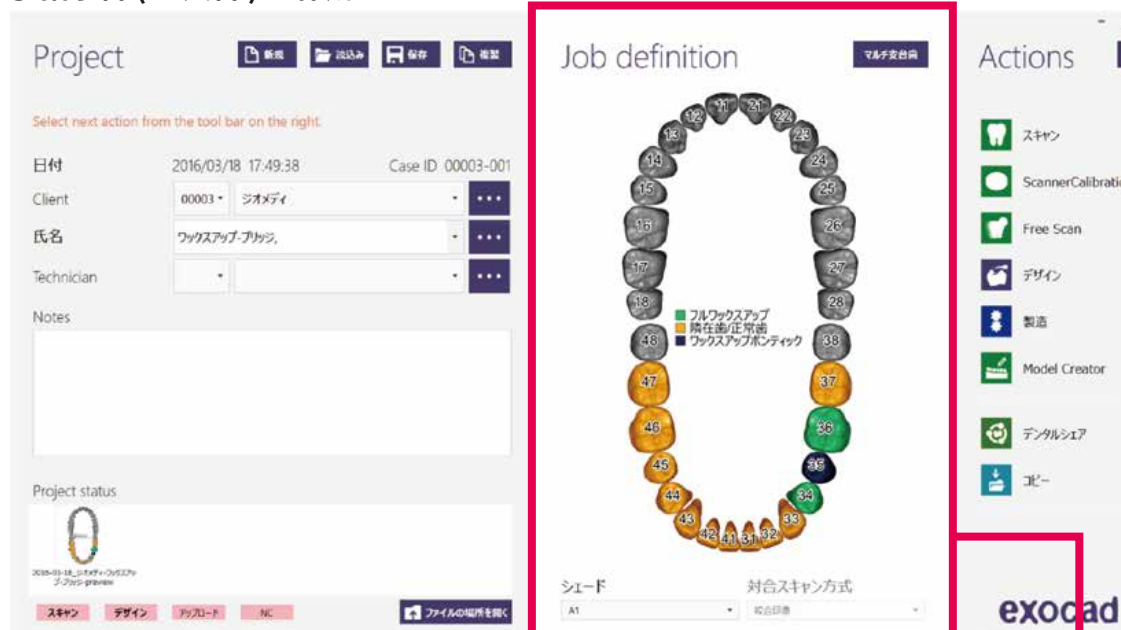 Project
新規
読込み
保存
複製
Select next action from the tool bar on the right.
日付 2016/03/18 17:49:38 Case ID 00003-001
Client 00003 ジオメディ
氏名 ワックスアップ-ブリッジ,
Technician
Notes
Project status
スキャン デザイン アップロード NC
ファイルの場所を開く
Job definition
マルチ支台歯
11 21
12 22
13 23
14 24
15 25
16 26
17 27
18 28
フルワックスアップ
隣在歯/正常歯
ワックスアップポンティック
48 38
47 37
46 36
45 35
44 34
43 33
42 41 31 32
シェード 対合スキャン方式
A1 咬合印象
Actions
スキャン
ScannerCalibratio
Free Scan
デザイン
製造
Model Creator
デンタルシェア
コピー
exocad